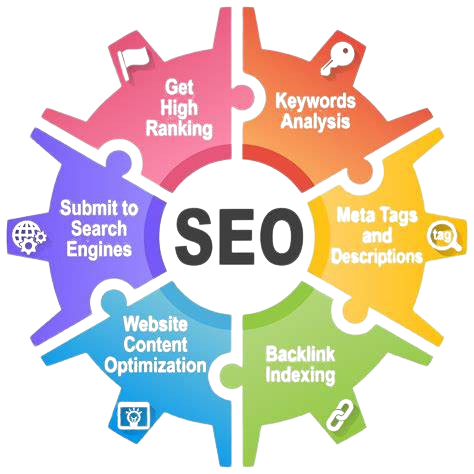 Get
High
Ranking
Keywords
Analysis
Submit to
Search
Engines
SEO
Meta Tags
and
Descriptions
tag
Website
Content
Optimization
Backlink
Indexing